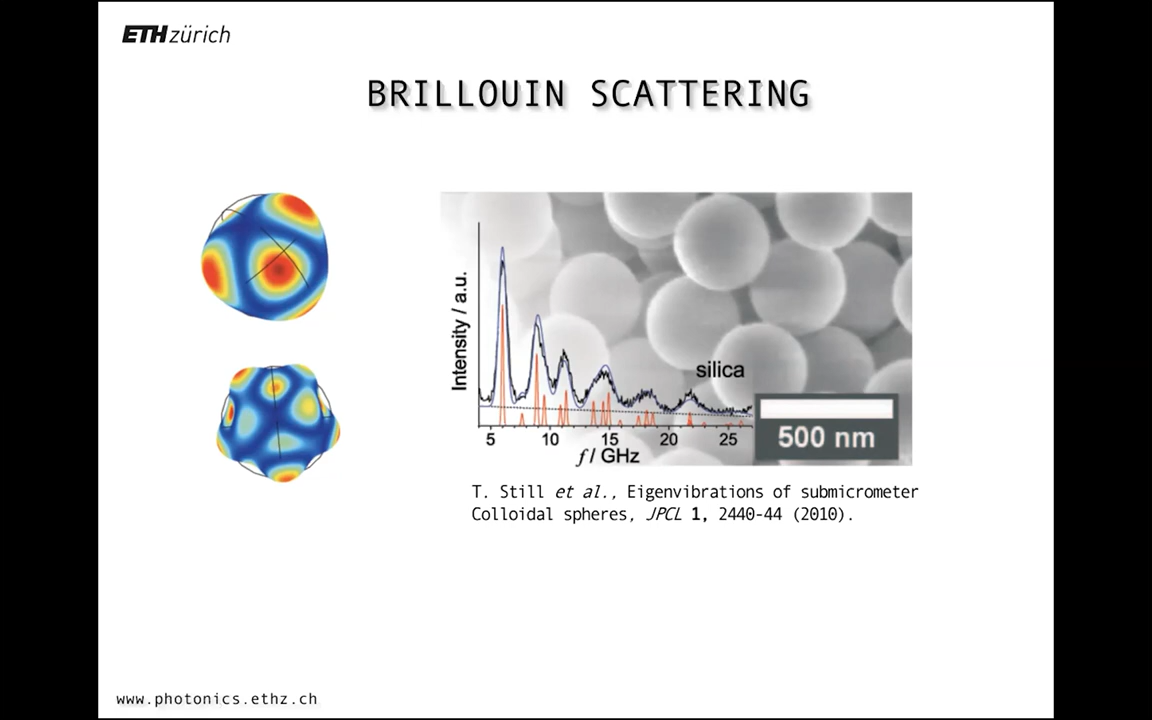 ETH zürich
BRILLOUIN SCATTERING
Intensity / a.u.
silica
500 nm
5 10 15 20 25
f / GHz
T. Still et al., Eigenvibrations of submicrometer
Colloidal spheres, JPCL 1, 2440-44 (2010).
www.photonics.ethz.ch